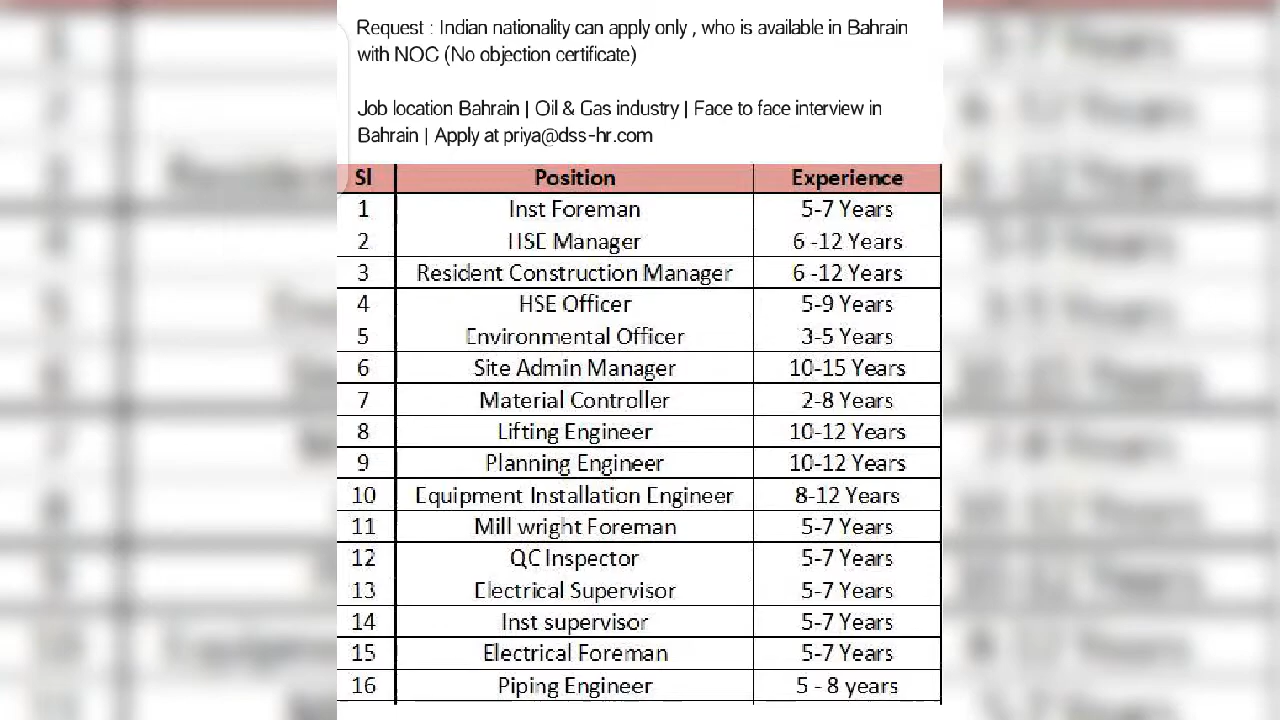 Request : Indian nationality can apply only , who is available in Bahrain
with NOC (No objection certificate)
Job location Bahrain | Oil & Gas industry | Face to face interview in
Bahrain | Apply at priya@dss-hr.com
Sl Position Experience
1 Inst Foreman 5-7 Years
2 HSE Manager 6 -12 Years
3 Resident Construction Manager 6 -12 Years
4 HSE Officer 5-9 Years
5 Environmental Officer 3-5 Years
6 Site Admin Manager 10-15 Years
7 Material Controller 2-8 Years
8 Lifting Engineer 10-12 Years
9 Planning Engineer 10-12 Years
10 Equipment Installation Engineer 8-12 Years
11 Mill wright Foreman 5-7 Years
12 QC Inspector 5-7 Years
13 Electrical Supervisor 5-7 Years
14 Inst supervisor 5-7 Years
15 Electrical Foreman 5-7 Years
16 Piping Engineer 5 - 8 years